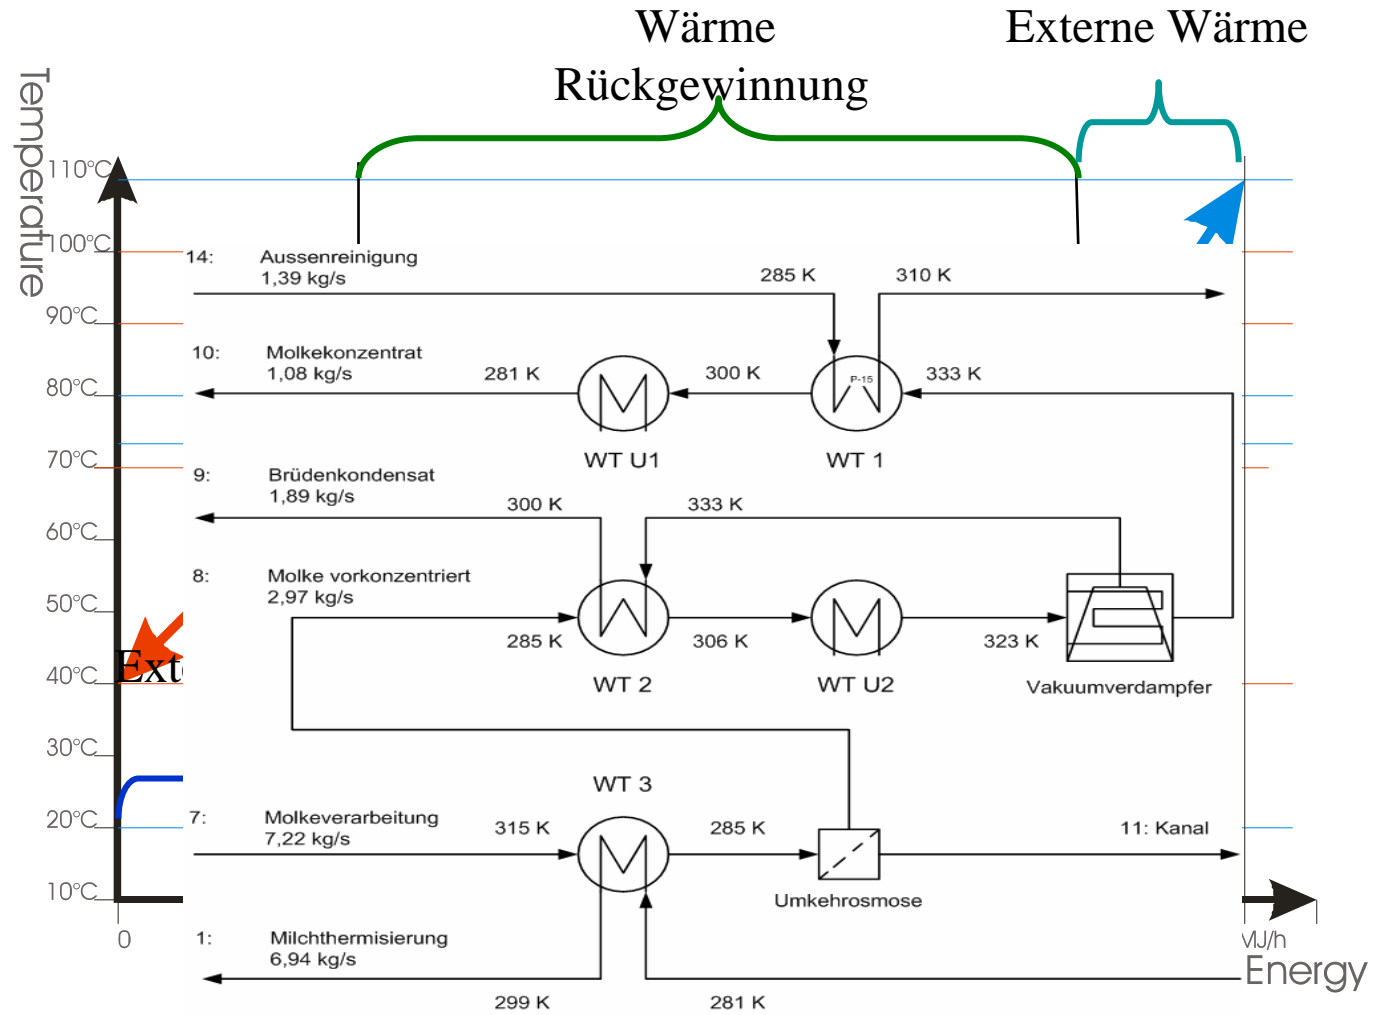 Wärme
Rückgewinnung
Externe Wärme
Temperature
110°C
100°C
90°C
80°C
70°C
60°C
50°C
40°C
30°C
20°C
10°C
0
14: Aussenreinigung
1,39 kg/s
285 K
310 K
10: Molkekonzentrat
1,08 kg/s
281 K
300 K
P-15
333 K
WT U1
WT 1
9: Brüdenkondensat
1,89 kg/s
300 K
333 K
8: Molke vorkonzentriert
2,97 kg/s
285 K
306 K
323 K
WT 2
WT U2
Vakuumverdampfer
Ext
WT 3
7: Molkeverarbeitung
7,22 kg/s
315 K
285 K
11: Kanal
Umkehrosmose
1: Milchthermisierung
6,94 kg/s
299 K
281 K
MJ/h
Energy